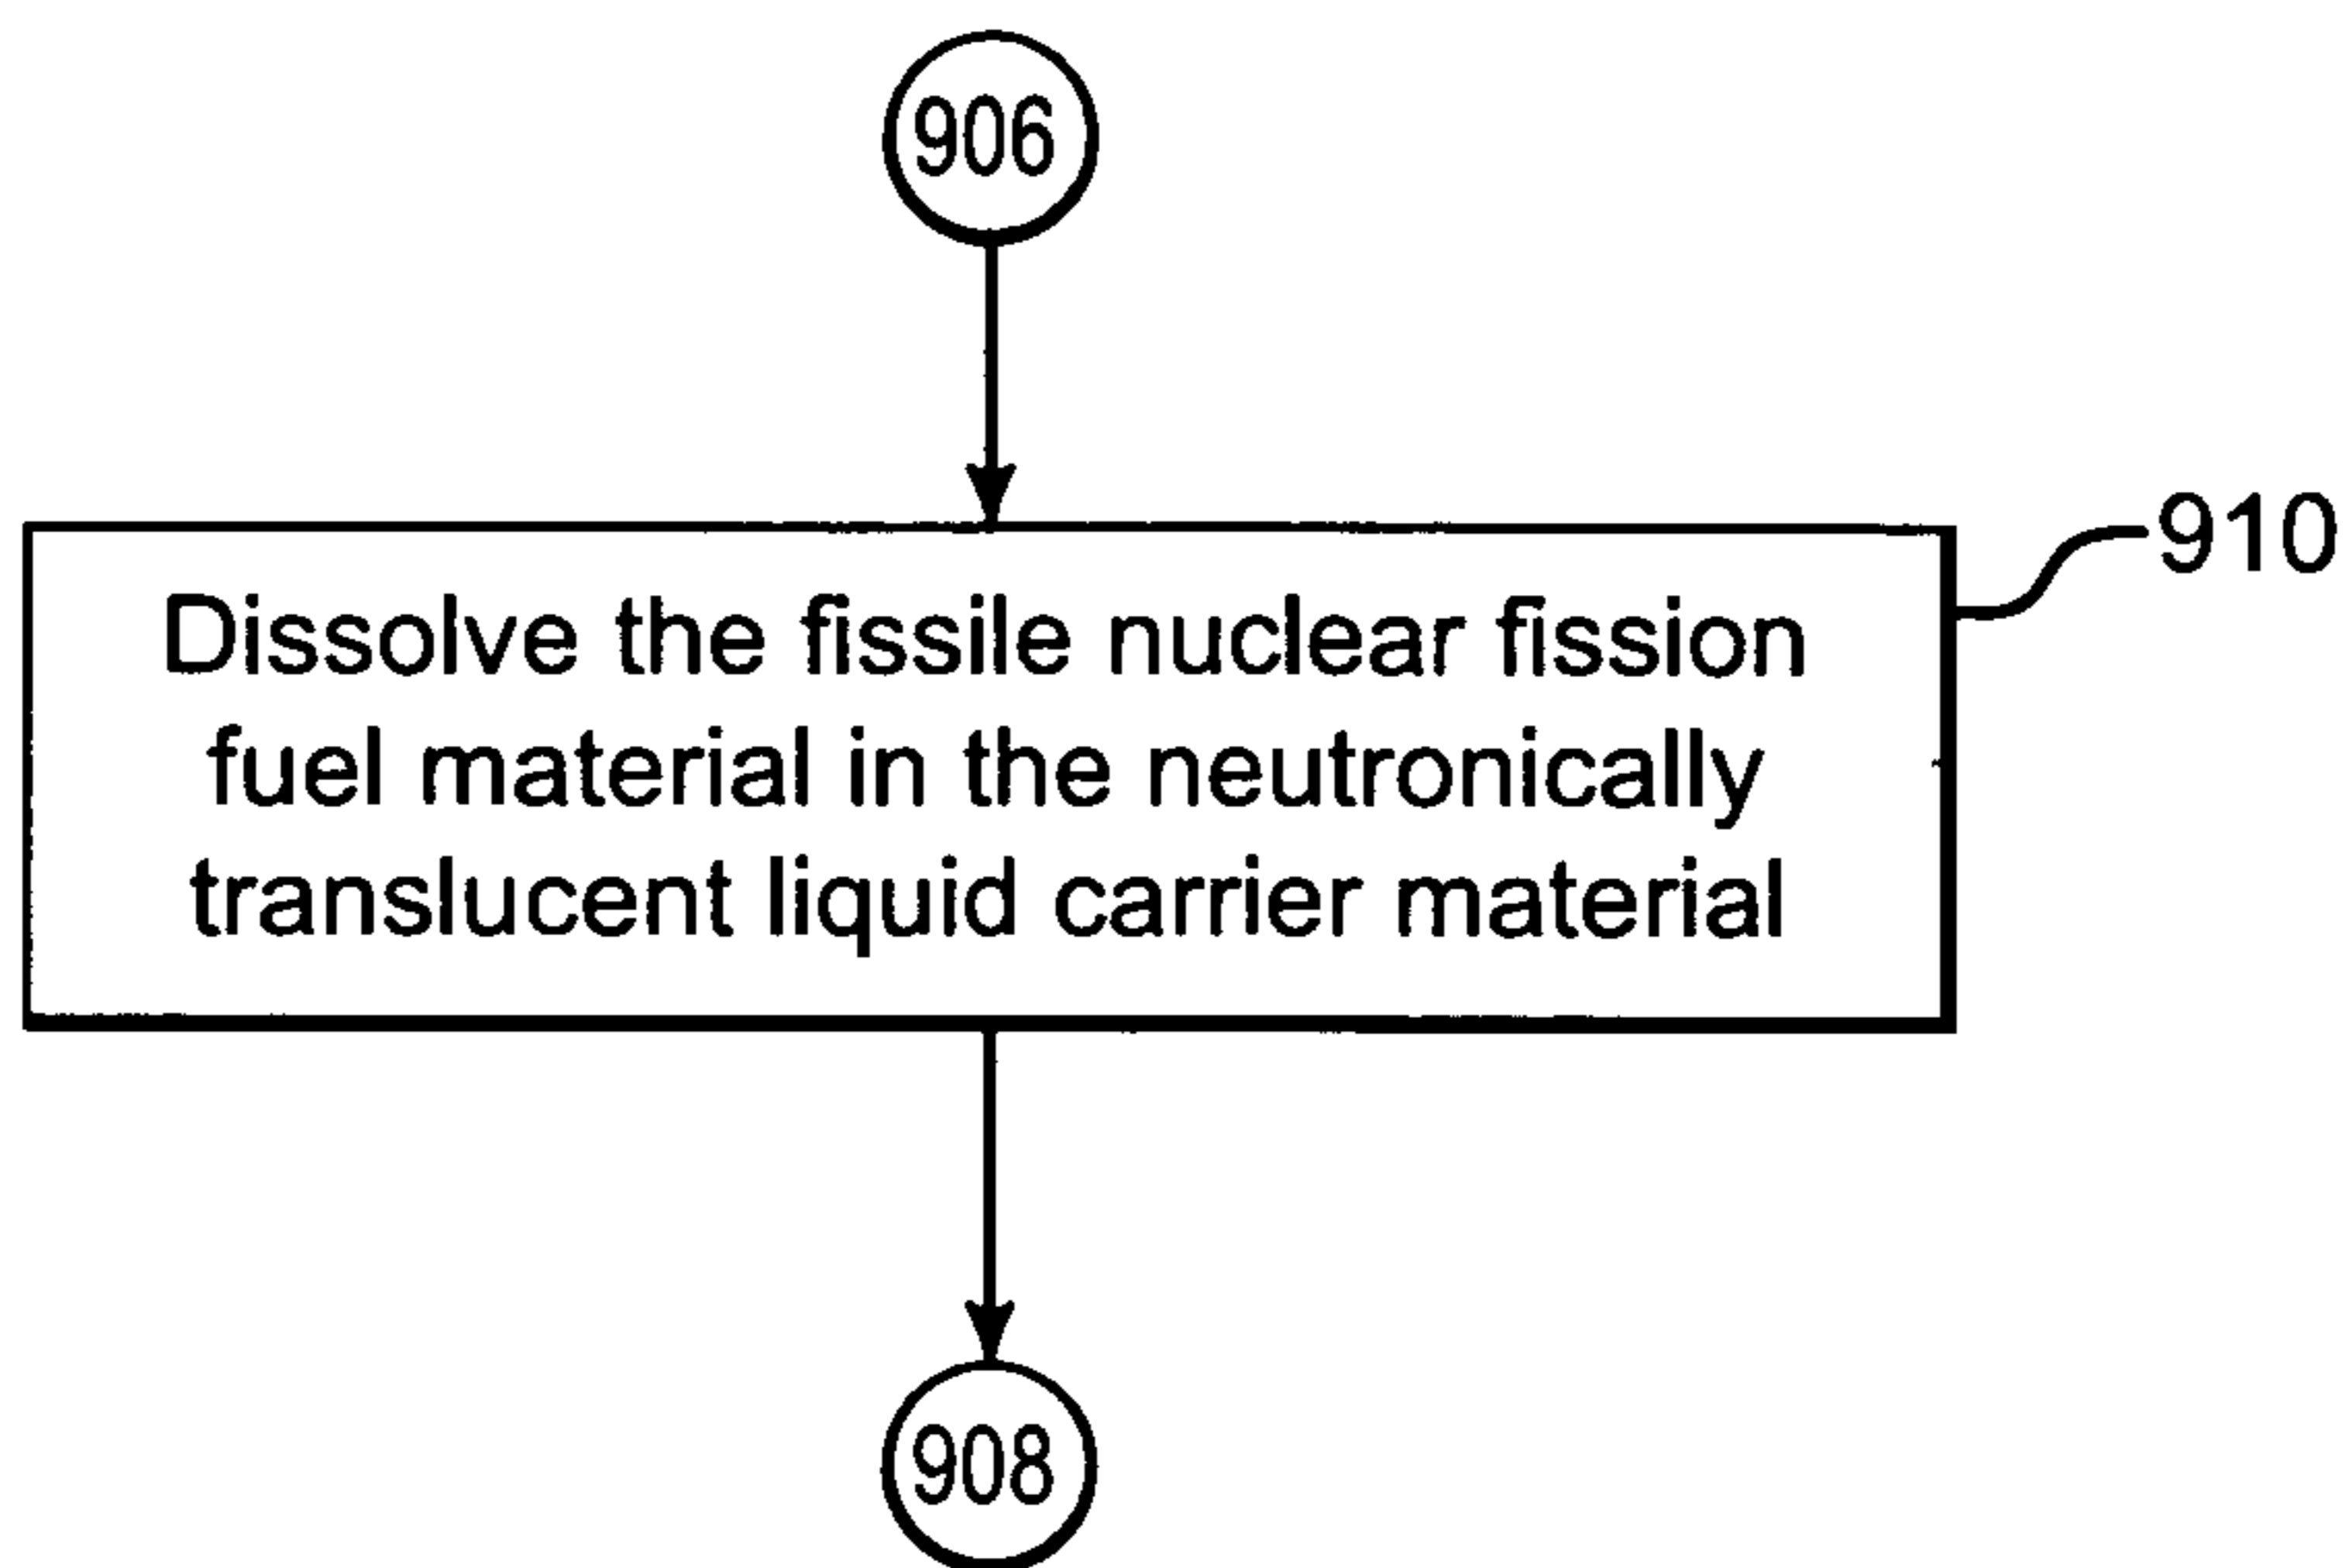 906
910
Dissolve the fissile nuclear fission
fuel material in the neutronically
translucent liquid carrier material
908